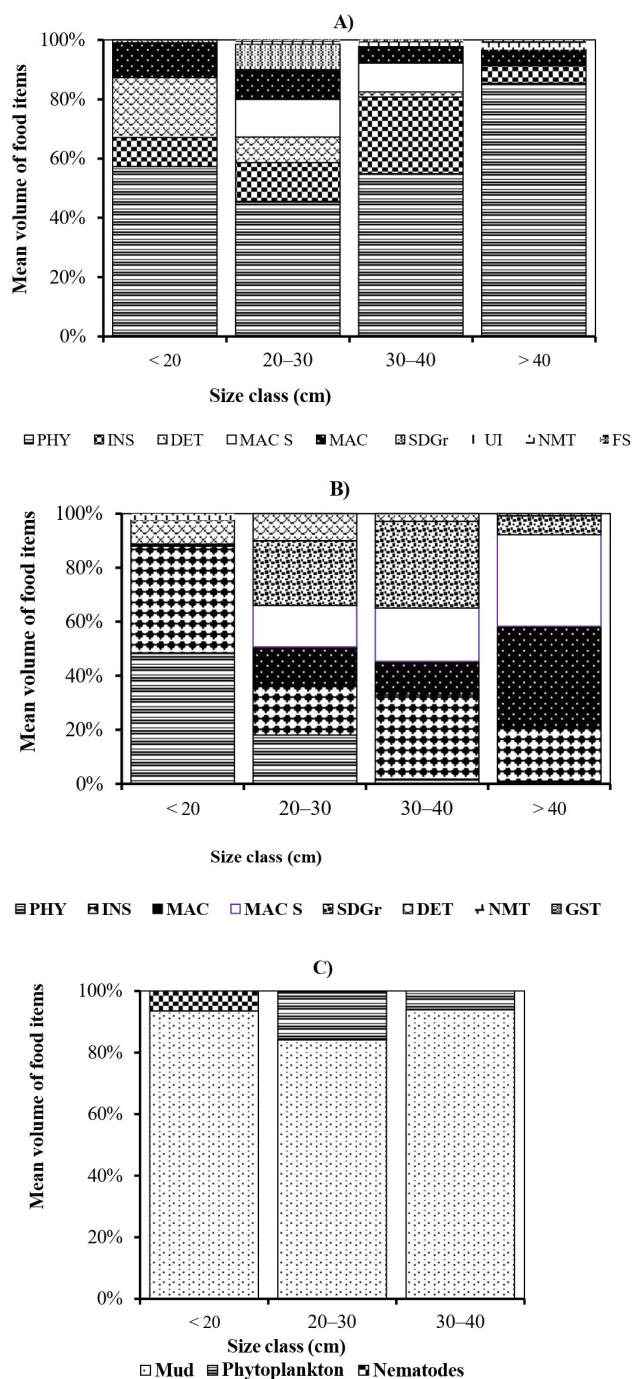 A)
Mean volume of food items
100%
80%
60%
40%
20%
0%
< 20 20–30 30–40 > 40
Size class (cm)
PHY INS DET MAC S MAC SDGr UI NMT FS
B)
Mean volume of food items
100%
80%
60%
40%
20%
0%
< 20 20–30 30–40 > 40
Size class (cm)
PHY INS MAC MAC S SDGr DET NMT GST
C)
Mean volume of food items
100%
80%
60%
40%
20%
0%
< 20 20–30 30–40
Size class (cm)
Mud Phytoplankton Nematodes